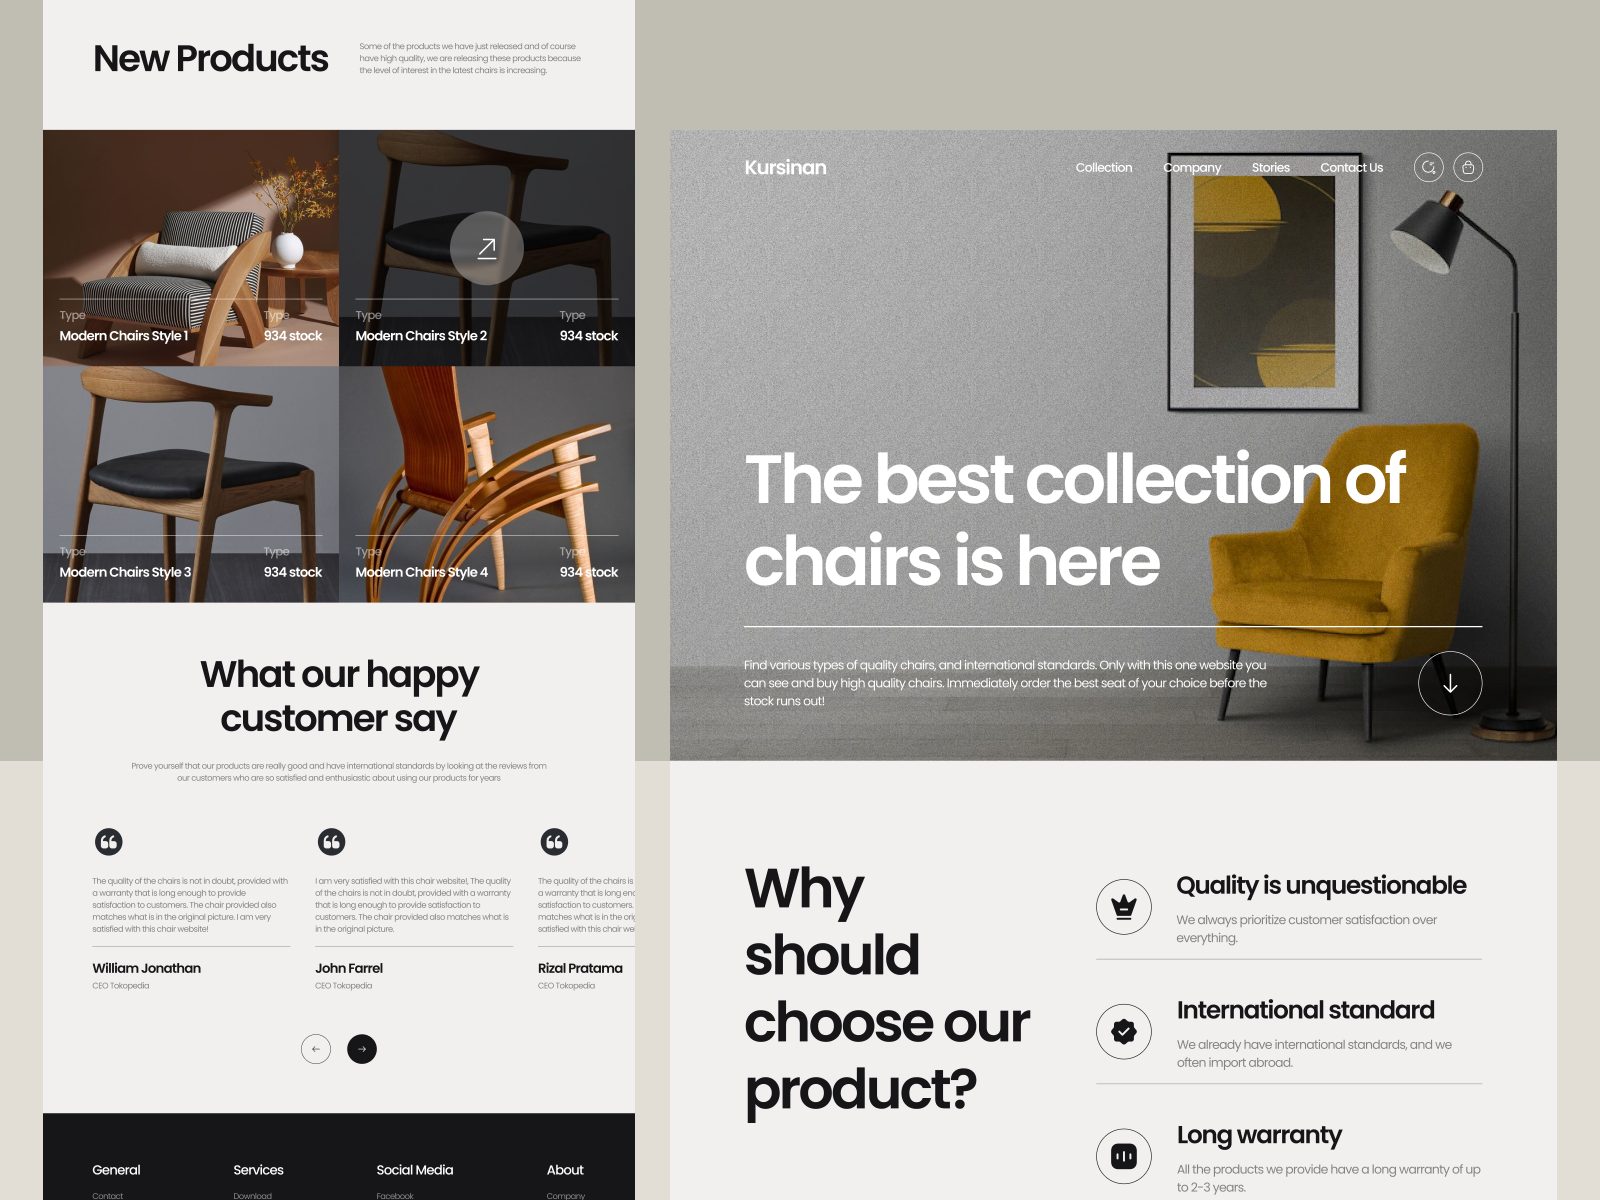 New Products
Some of the products we have just released and of course
have high quality, we are releasing these products because
the level of interest in the latest chairs is increasing.
Type
Modern Chairs Style 1
Type
934 stock
Type
Modern Chairs Style 2
Type
934 stock
Type
Modern Chairs Style 3
Type
934 stock
Type
Modern Chairs Style 4
Type
934 stock
What our happy
customer say
Prove yourself that our products are really good and have international standards by looking at the reviews from
our customers who are so satisfied and enthusiastic about using our products for years
The quality of the chairs is not in doubt, provided with
a warranty that is long enough to provide
satisfaction to customers. The chair provided also
matches what is in the original picture. I am very
satisfied with this chair website!
William Jonathan
CEO Tokopedia
I am very satisfied with this chair website!, The quality
of the chairs is not in doubt, provided with a warranty
that is long enough to provide satisfaction to
customers. The chair provided also matches what is
in the original picture.
John Farrel
CEO Tokopedia
The quality of the chairs is
a warranty that is long
satisfaction to customers.
matches what is in the
satisfied with this chair
Rizal Pratama
CEO Tokopedia
General
Services
Social Media
About
Contact
Download
Facebook
Company
Kursinan
Collection
Company
Stories
Contact Us
The best collection of
chairs is here
Find various types of quality chairs, and international standards. Only with this one website you
can see and buy high quality chairs. Immediately order the best seat of your choice before the
stock runs out!
Why
should
choose our
product?
Quality is unquestionable
We always prioritize customer satisfaction over
everything.
International standard
We already have international standards, and we
often import abroad.
Long warranty
All the products we provide have a long warranty of up
to 2-3 years.